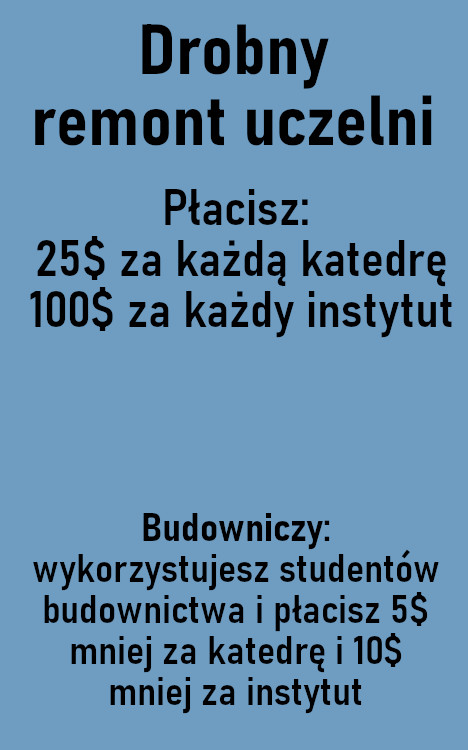 Drobny
remont uczelni
Płacisz:
25$ za każdą katedrę
100$ za każdy instytut
Budowniczy:
wykorzystujesz studentów
budownictwa i płacisz 5$
mniej za katedrę i 10$
mniej za instytut